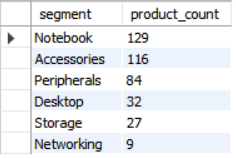 segment product_count
Notebook 129
Accessories 116
Peripherals 84
Desktop 32
Storage 27
Networking 9